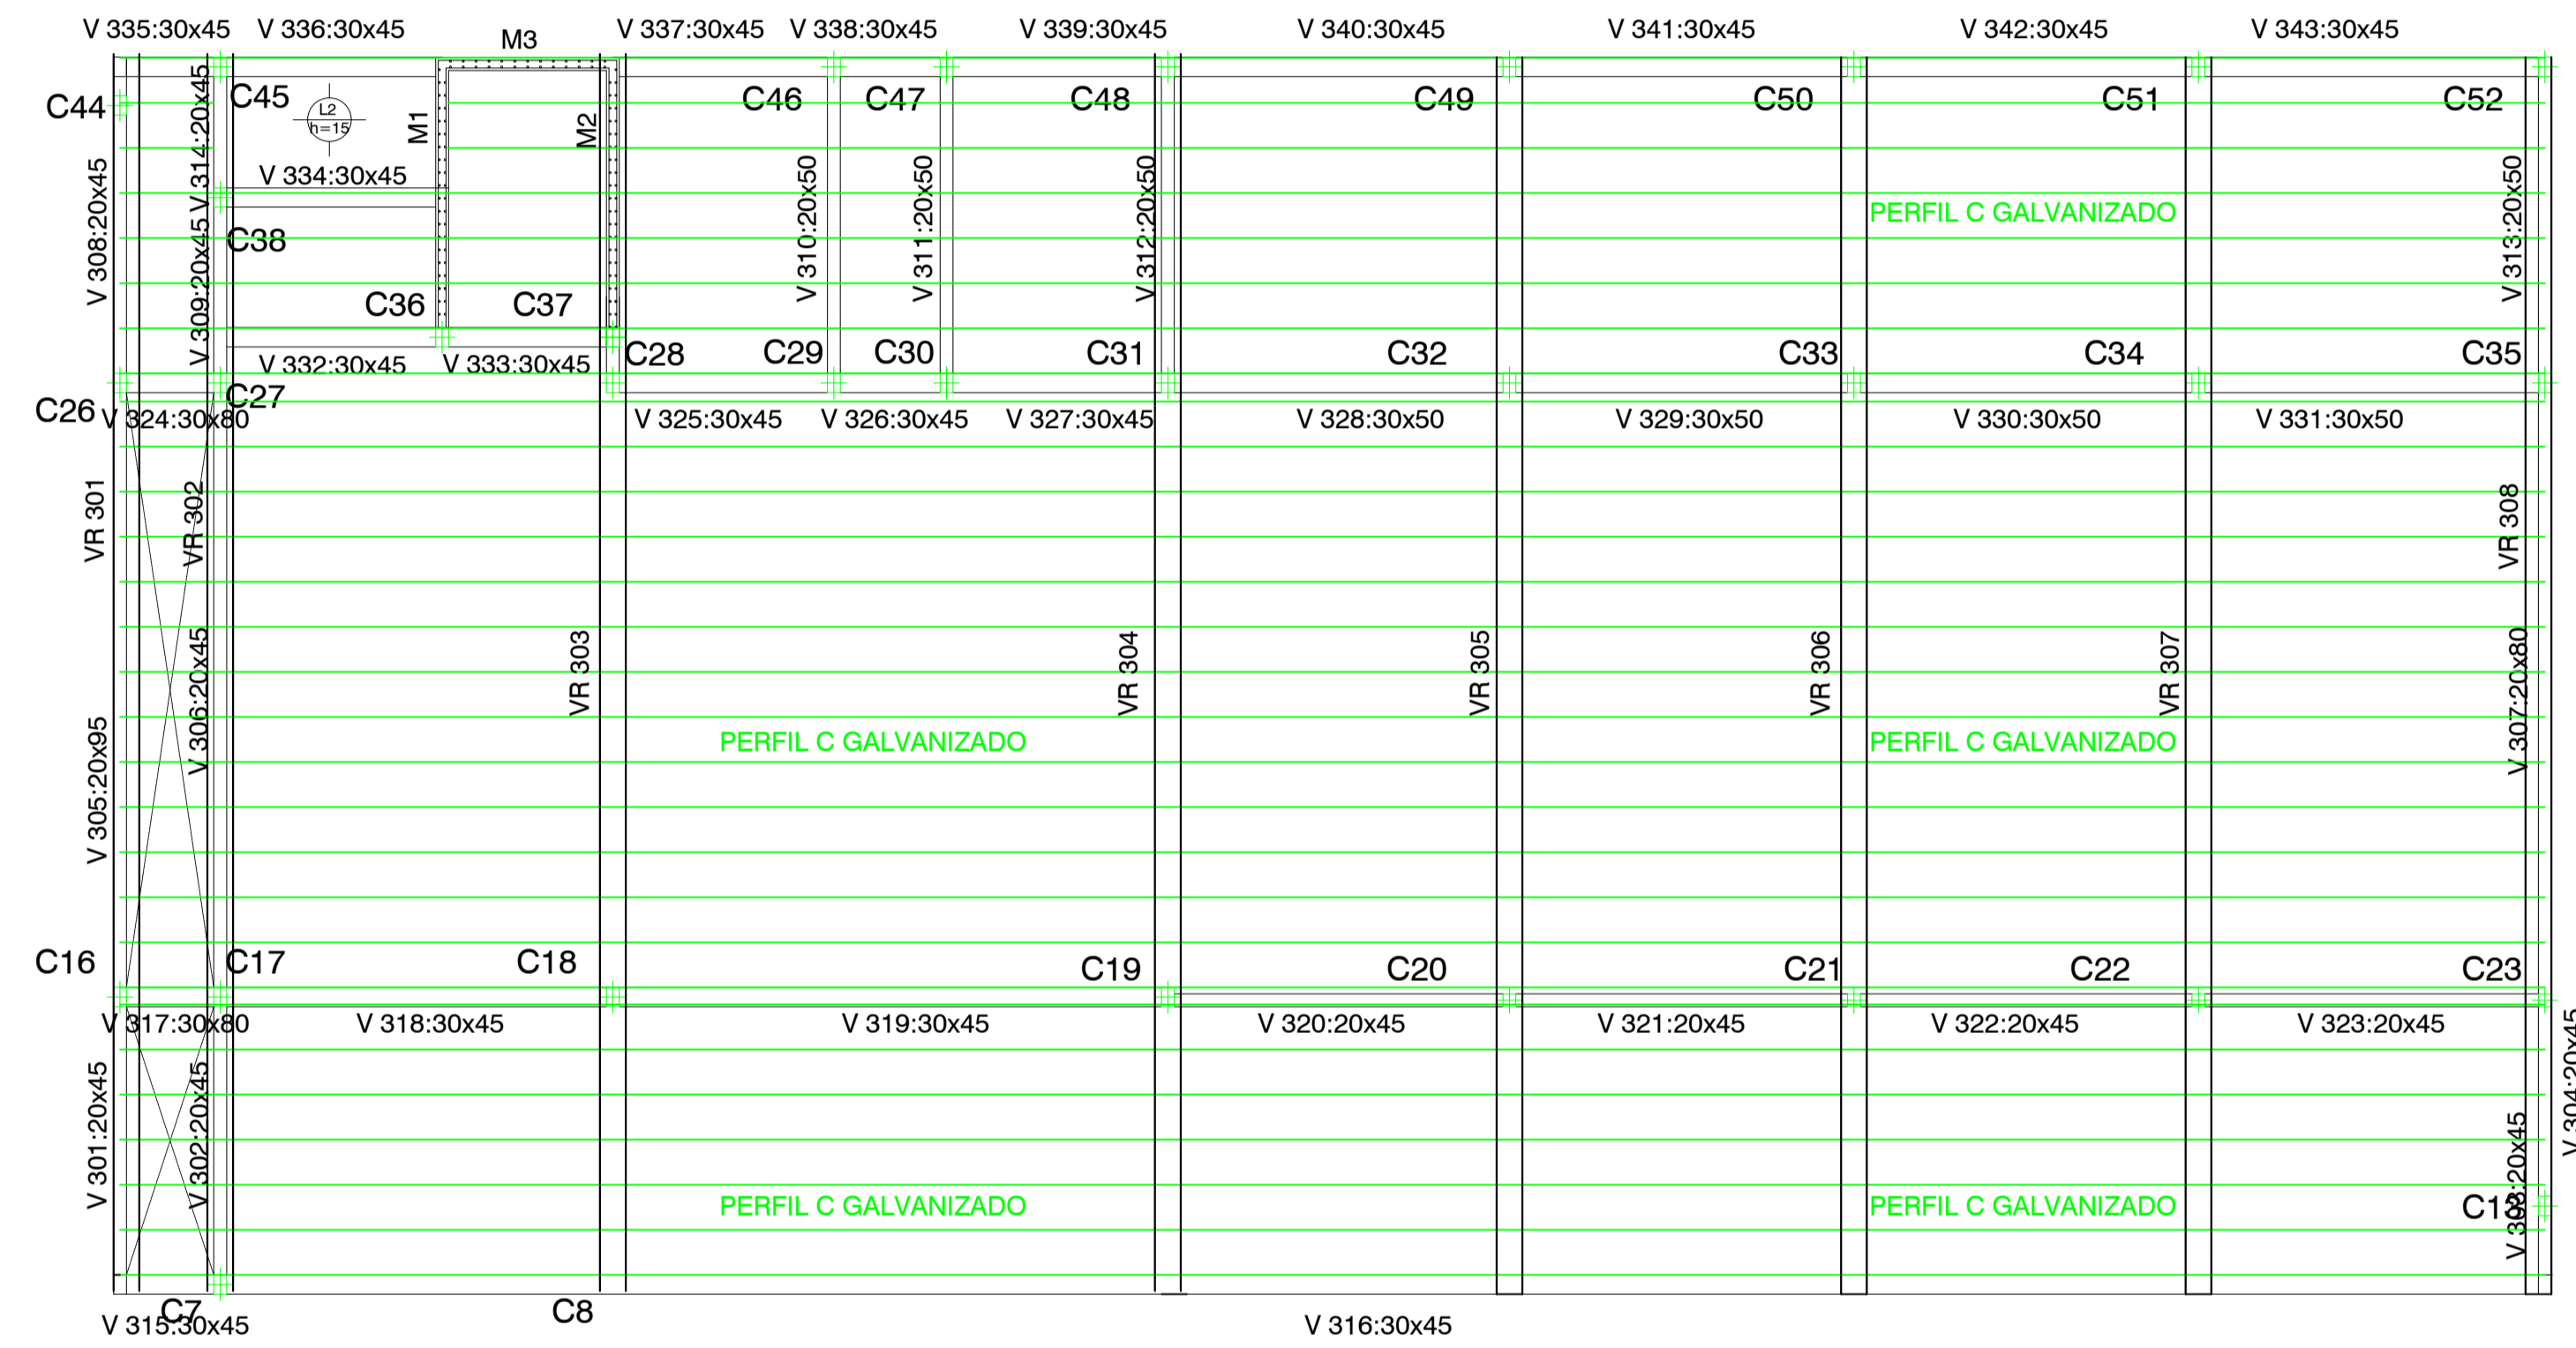 V 335:30x45
V 336:30x45
M3
V 337:30x45
V 338:30x45
V 339:30x45
V 340:30x45
V 341:30x45
V 342:30x45
V 343:30x45
C44
C45
L2
h=15
M1
M2
C46
C47
C48
C49
C50
C51
C52
V 314:20x45
V 308:20x45
V 334:30x45
V 310:20x50
V 311:20x50
V 312:20x50
PERFIL C GALVANIZADO
V 313:20x50
C38
V 309:20x45
C36
C37
V 332:30x45
V 333:30x45
C28
C29
C30
C31
C32
C33
C34
C35
C26
C27
V 324:30x80
V 325:30x45
V 326:30x45
V 327:30x45
V 328:30x50
V 329:30x50
V 330:30x50
V 331:30x50
VR 301
VR 302
VR 308
VR 303
VR 304
VR 305
VR 306
VR 307
V 306:20x45
V 307:20x80
V 305:20x95
PERFIL C GALVANIZADO
PERFIL C GALVANIZADO
C16
C17
C18
C19
C20
C21
C22
C23
V 317:30x80
V 318:30x45
V 319:30x45
V 320:20x45
V 321:20x45
V 322:20x45
V 323:20x45
V 301:20x45
V 302:20x45
V 304:20x45
V 303:20x45
PERFIL C GALVANIZADO
PERFIL C GALVANIZADO
C13
C7
C8
V 315:30x45
V 316:30x45